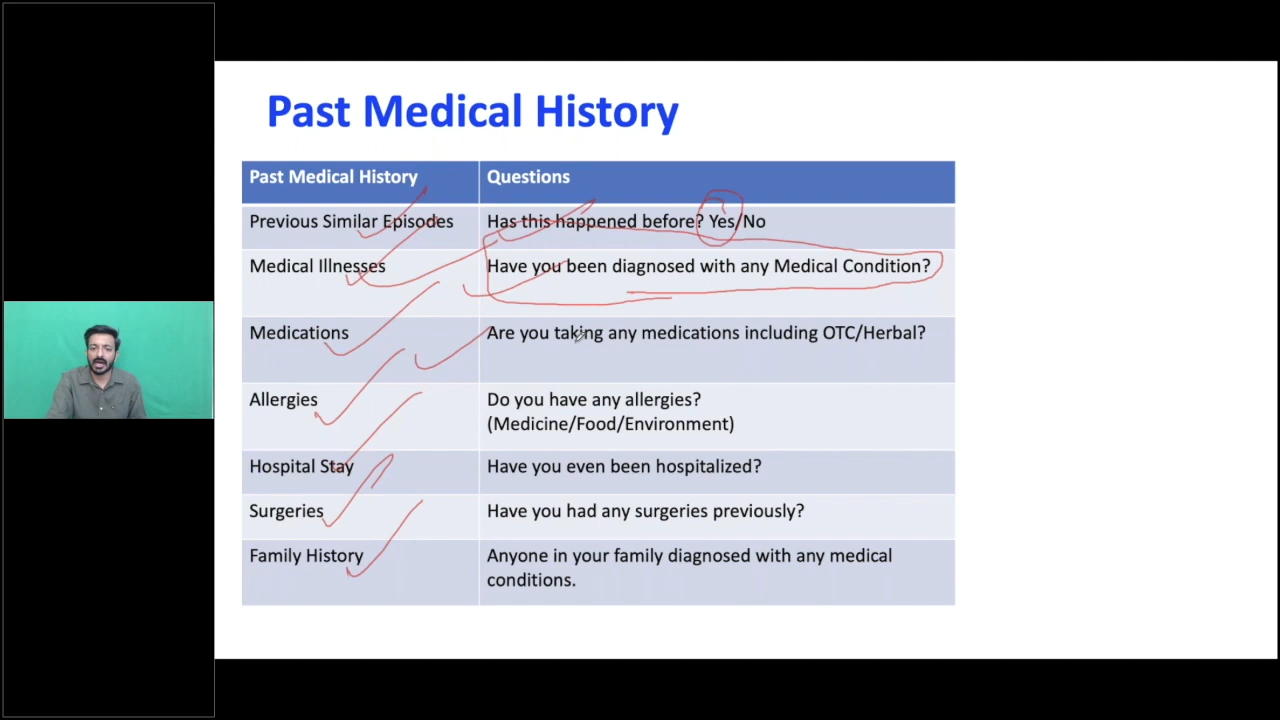 Past Medical History
Past Medical History Questions
Previous Similar Episodes Has this happened before? Yes/No
Medical Illnesses Have you been diagnosed with any Medical Condition?
Medications Are you taking any medications including OTC/Herbal?
Allergies Do you have any allergies?
(Medicine/Food/Environment)
Hospital Stay Have you even been hospitalized?
Surgeries Have you had any surgeries previously?
Family History Anyone in your family diagnosed with any medical
conditions.